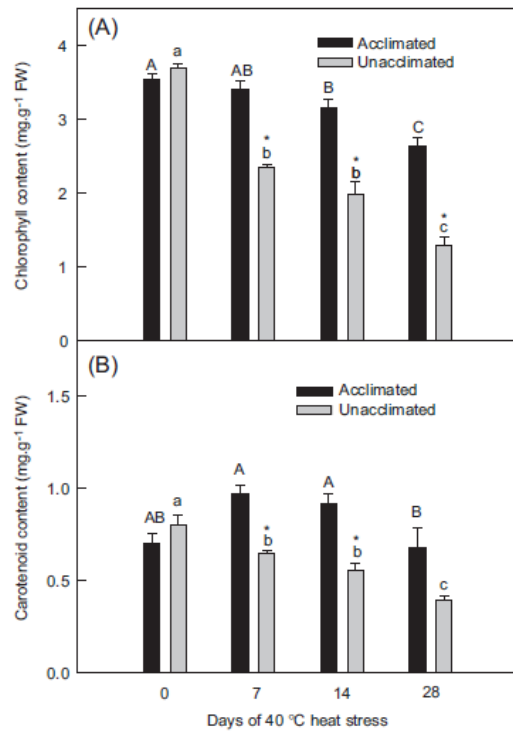 (A)
Acclimated
Unacclimated
Chlorophyll content (mg.g⁻¹ FW)
4
3
2
1
0
A a AB * b B * b C * c
(B)
Acclimated
Unacclimated
Carotenoid content (mg.g⁻¹ FW)
1.5
1.0
0.5
0.0
AB a A * b A * b B c
0 7 14 28
Days of 40 °C heat stress